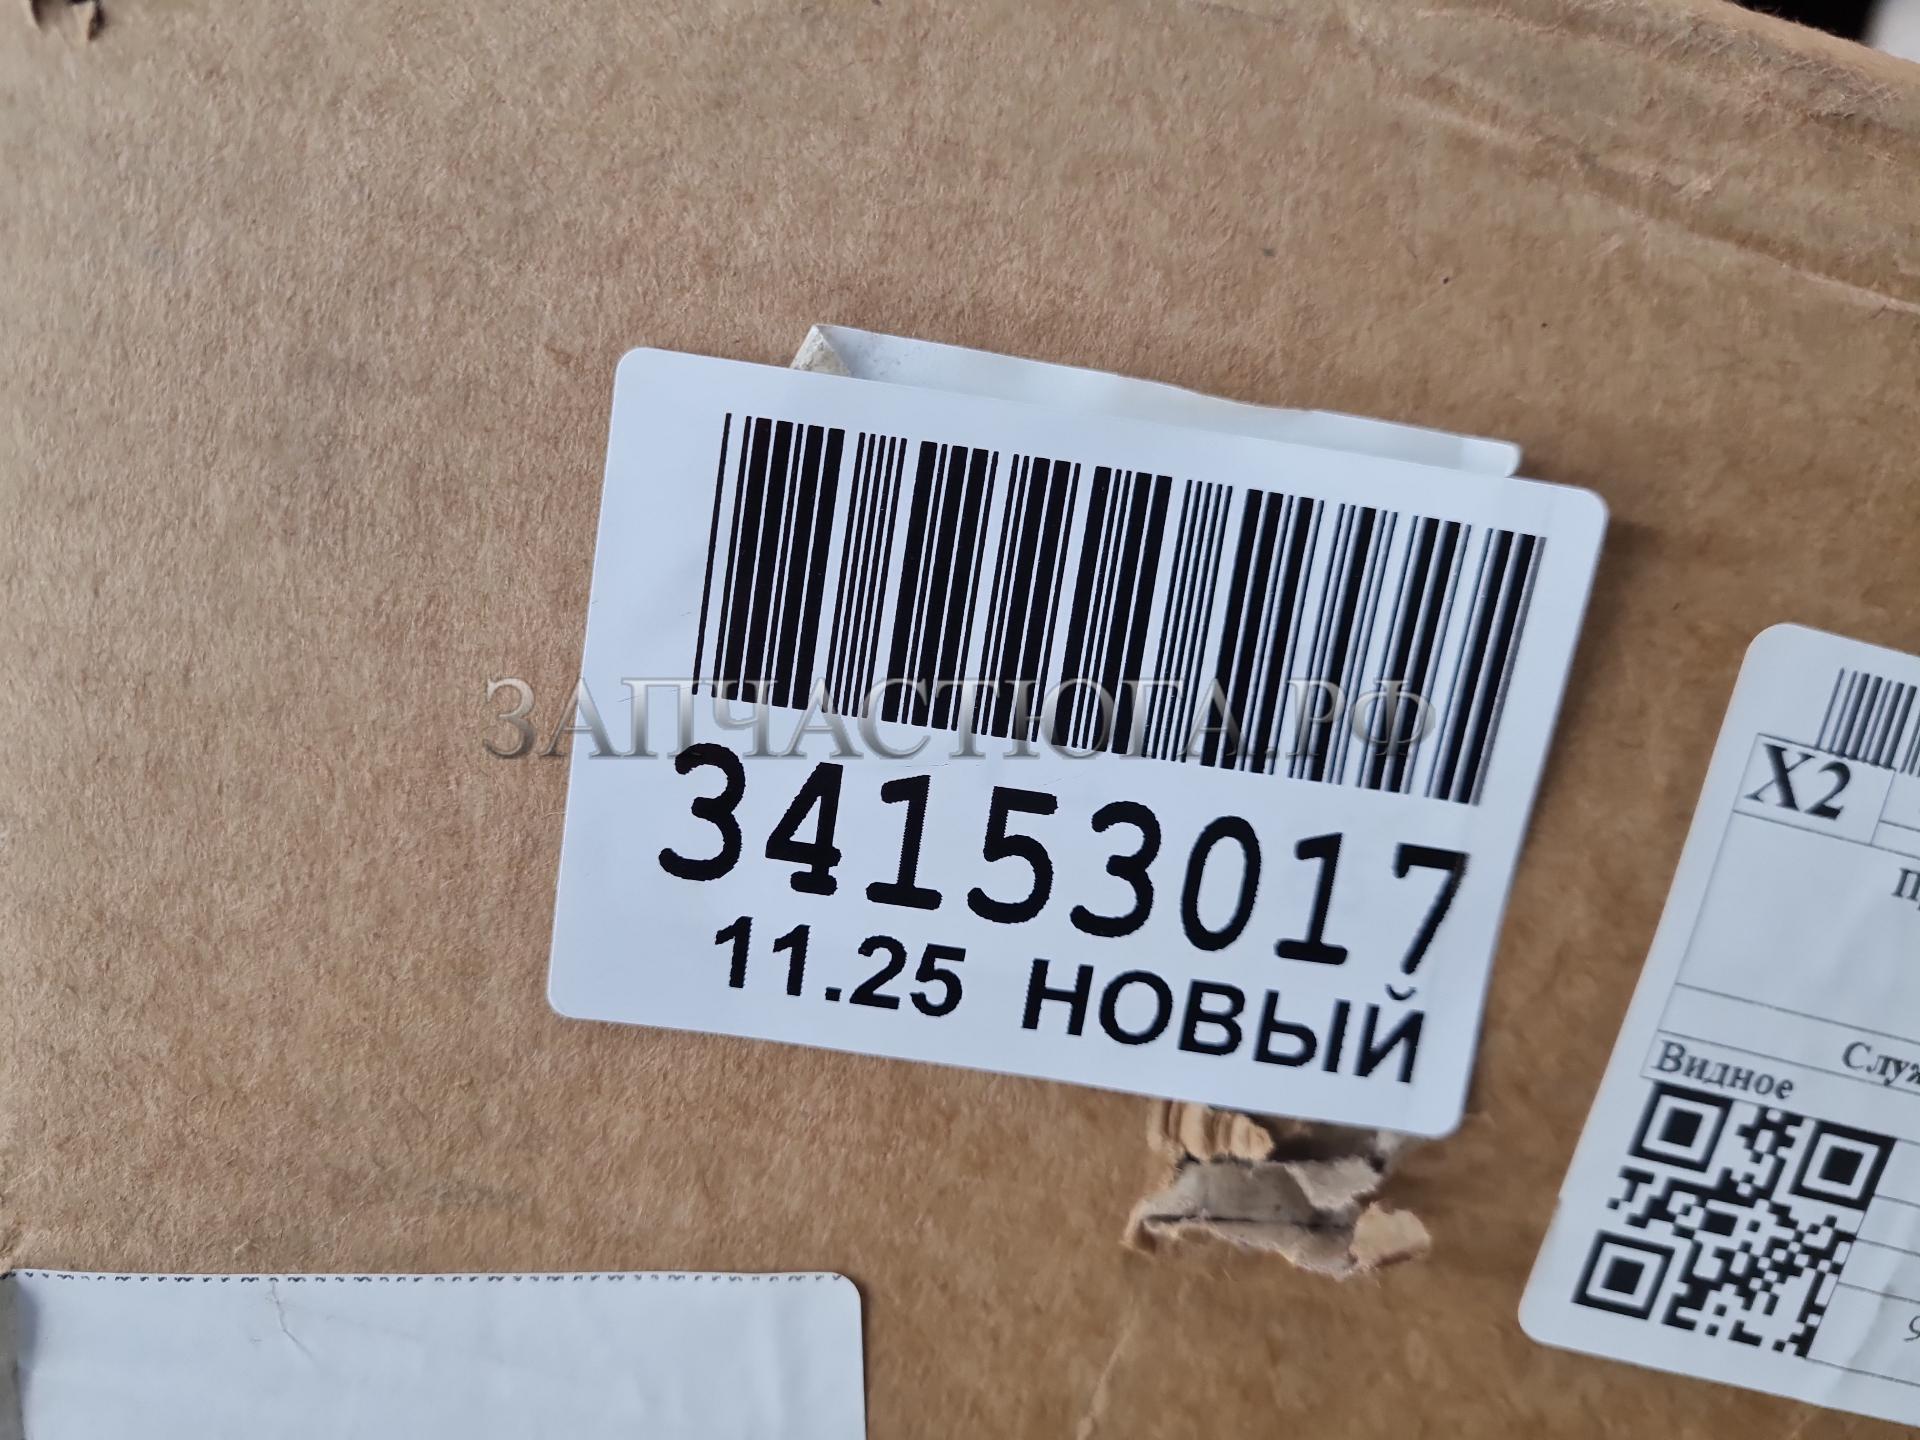 ЗАПЧАСТЮГА.РФ
34153017
11.25 НОВЫЙ
X2
Видное